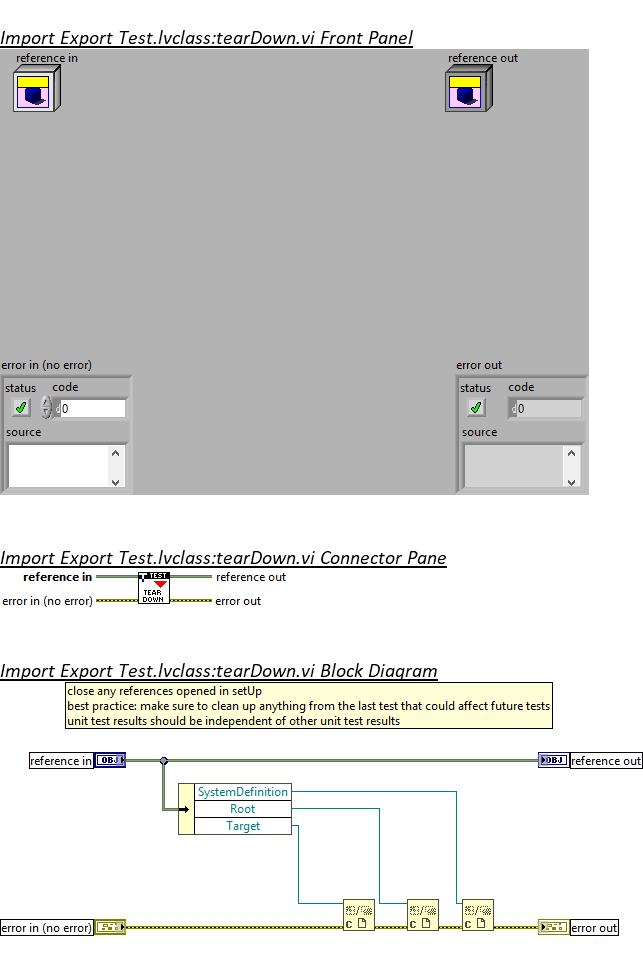 Import Export Test.lvclass:tearDown.vi Front Panel
reference in
reference out
error in (no error)
error out
status code
status code
d0
d0
source
source
Import Export Test.lvclass:tearDown.vi Connector Pane
reference in
TEST
reference out
TEAR
DOWN
error in (no error)
error out
Import Export Test.lvclass:tearDown.vi Block Diagram
close any references opened in setUp
best practice: make sure to clean up anything from the last test that could affect future tests
unit test results should be independent of other unit test results
reference in
OBJ
OBJ
reference out
SystemDefinition
Root
Target
C
C
C
error in (no error)
error out